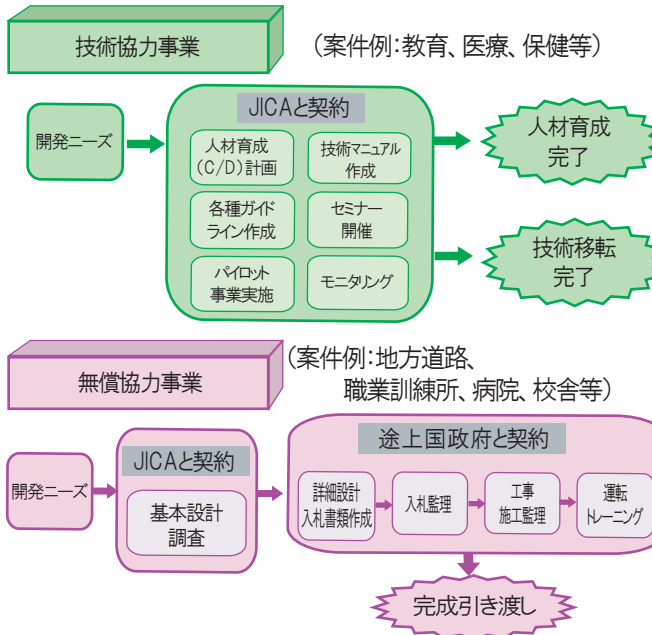 技術協力事業
（案件例:教育、医療、保健等）
開発ニーズ
JICAと契約
人材育成
（C/D）計画
技術マニュアル
作成
各種ガイド
ライン作成
セミナー
開催
パイロット
事業実施
モニタリング
人材育成
完了
技術移転
完了
無償協力事業
（案件例:地方道路、
職業訓練所、病院、校舎等）
開発ニーズ
JICAと契約
基本設計
調査
途上国政府と契約
詳細設計
入札書類作成
入札監理
工事
施工監理
運転
トレーニング
完成引き渡し